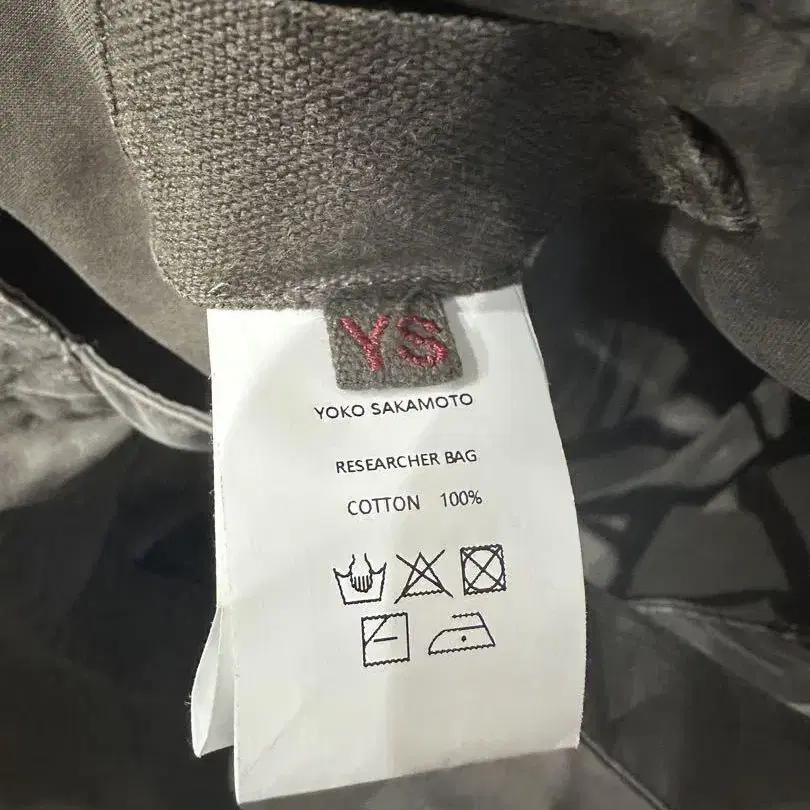 YS
YOKO SAKAMOTO
RESEARCHER BAG
COTTON 100%